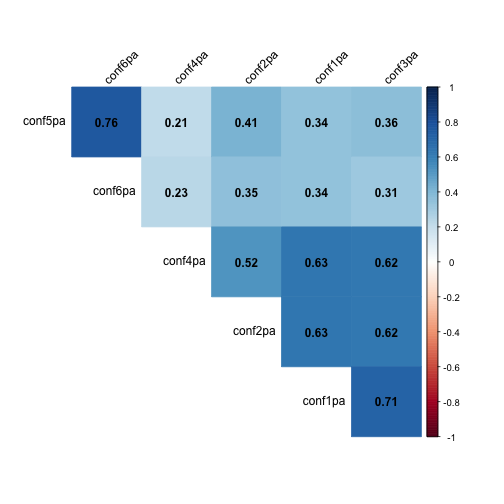 conf6pa conf4pa conf2pa conf1pa conf3pa
conf5pa 0.76 0.21 0.41 0.34 0.36
conf6pa 0.23 0.35 0.34 0.31
conf4pa 0.52 0.63 0.62
conf2pa 0.63 0.62
conf1pa 0.71
1
0.8
0.6
0.4
0.2
0
-0.2
-0.4
-0.6
-0.8
-1